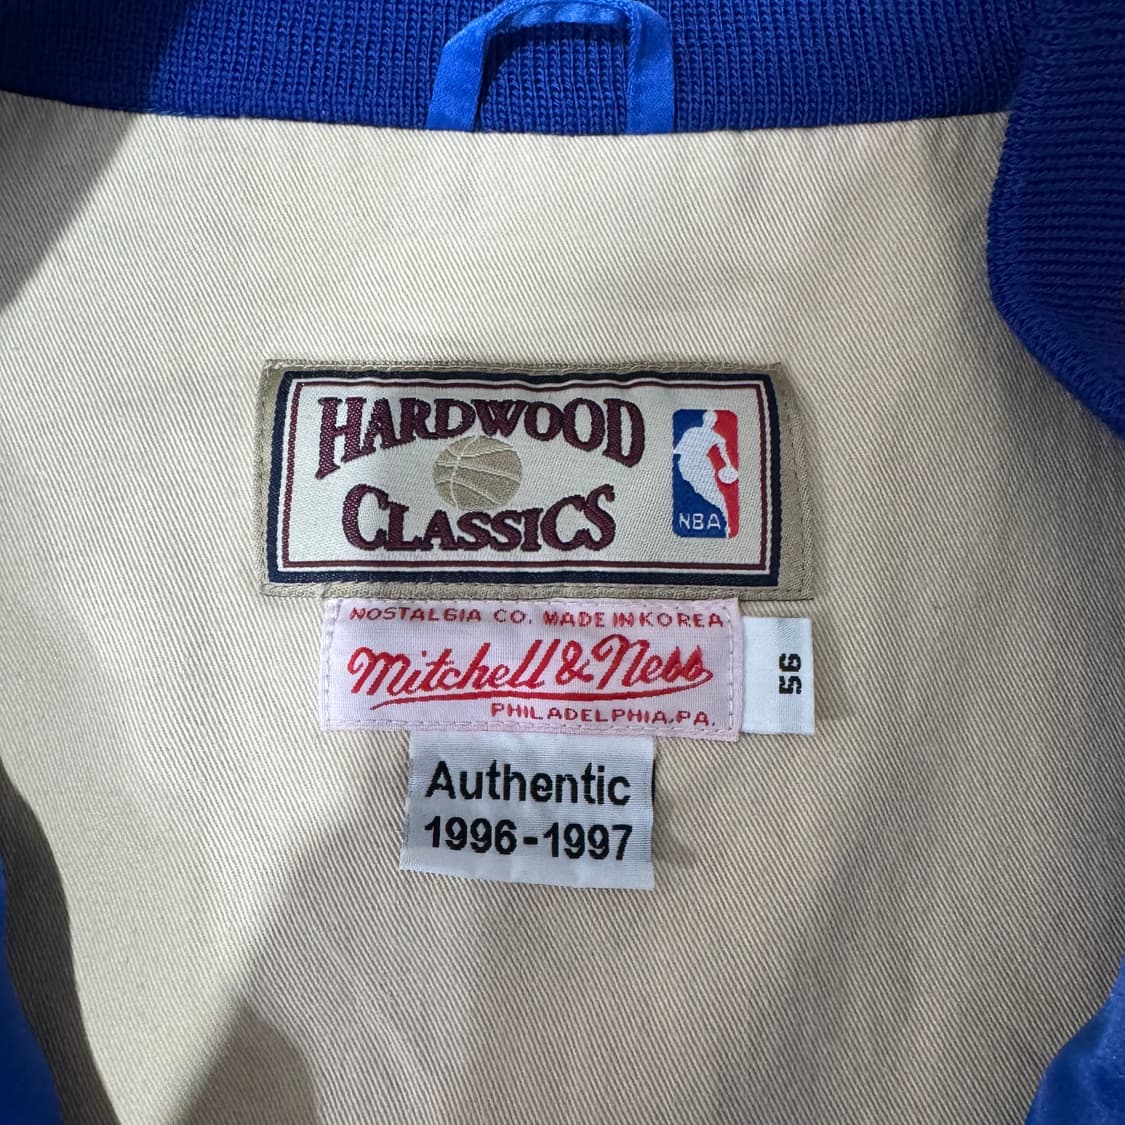 HARDWOOD
CLASSICS
NBA
NOSTALGIA CO. MADE IN KOREA
Mitchell & Ness
PHILADELPHIA, PA.
56
Authentic
1996-1997